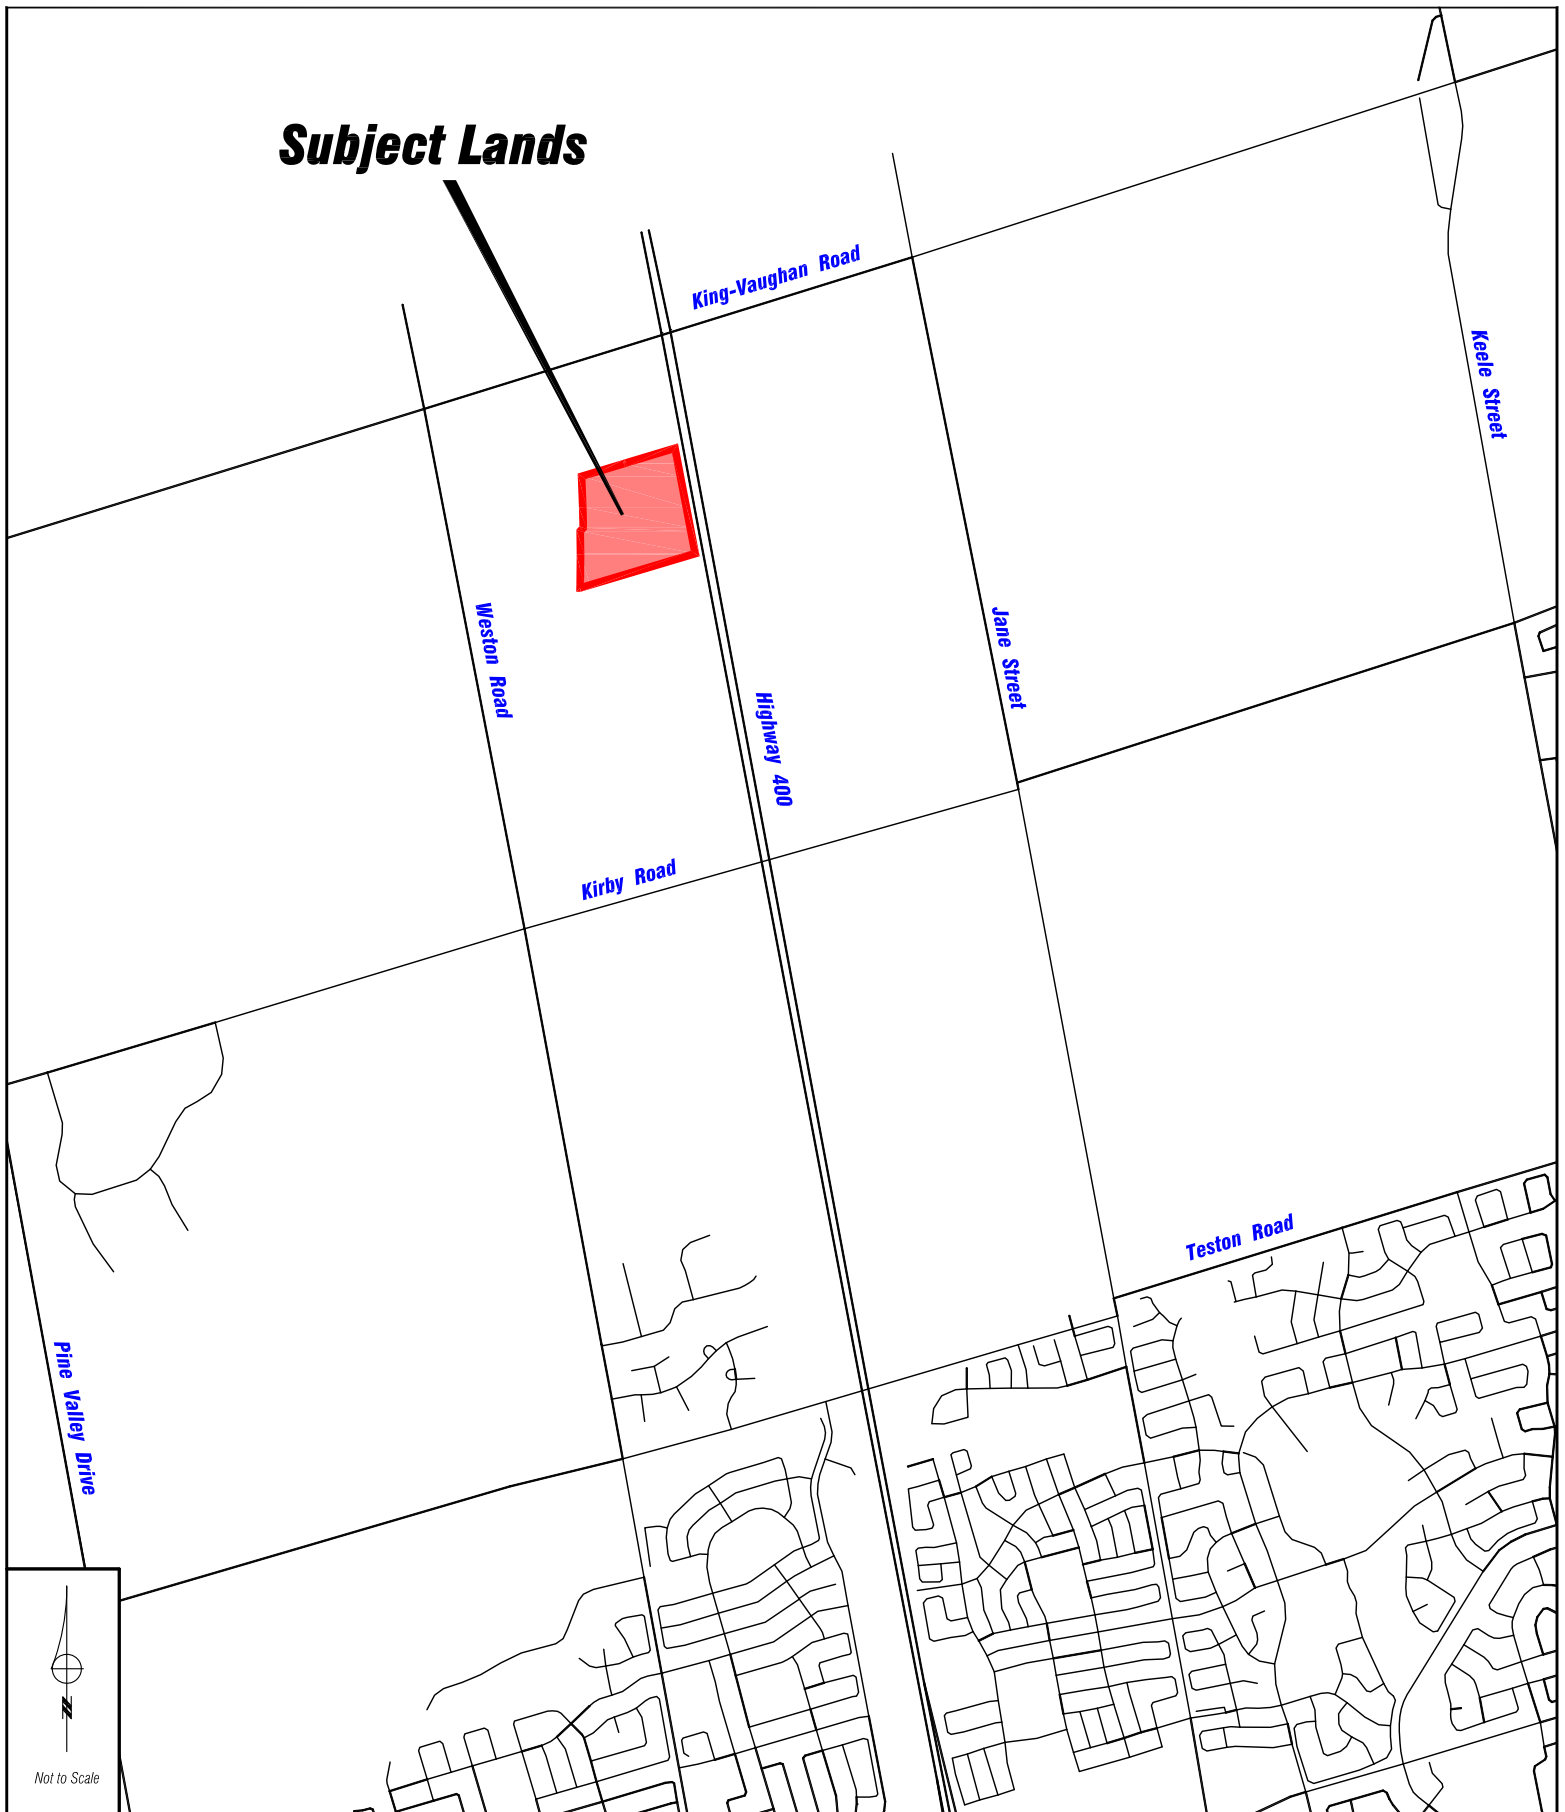 Subject Lands
King-Vaughan Road
Keele Street
Weston Road
Jane Street
Highway 400
Kirby Road
Teston Road
Pine Valley Drive
N
Not to Scale